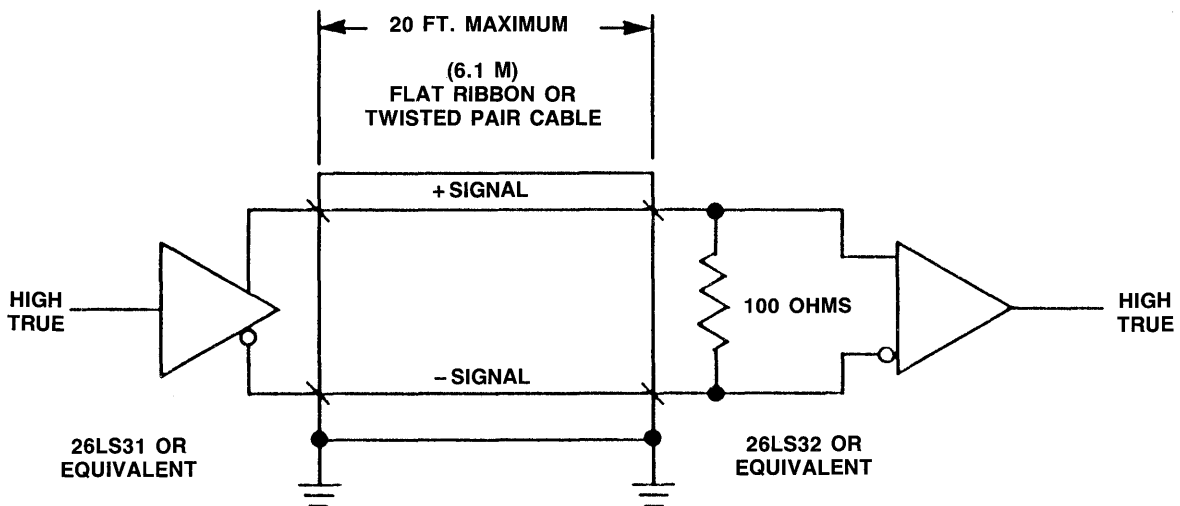 20 FT. MAXIMUM
(6.1 M)
FLAT RIBBON OR
TWISTED PAIR CABLE
+ SIGNAL
HIGH
TRUE
100 OHMS
HIGH
TRUE
– SIGNAL
26LS31 OR
EQUIVALENT
26LS32 OR
EQUIVALENT